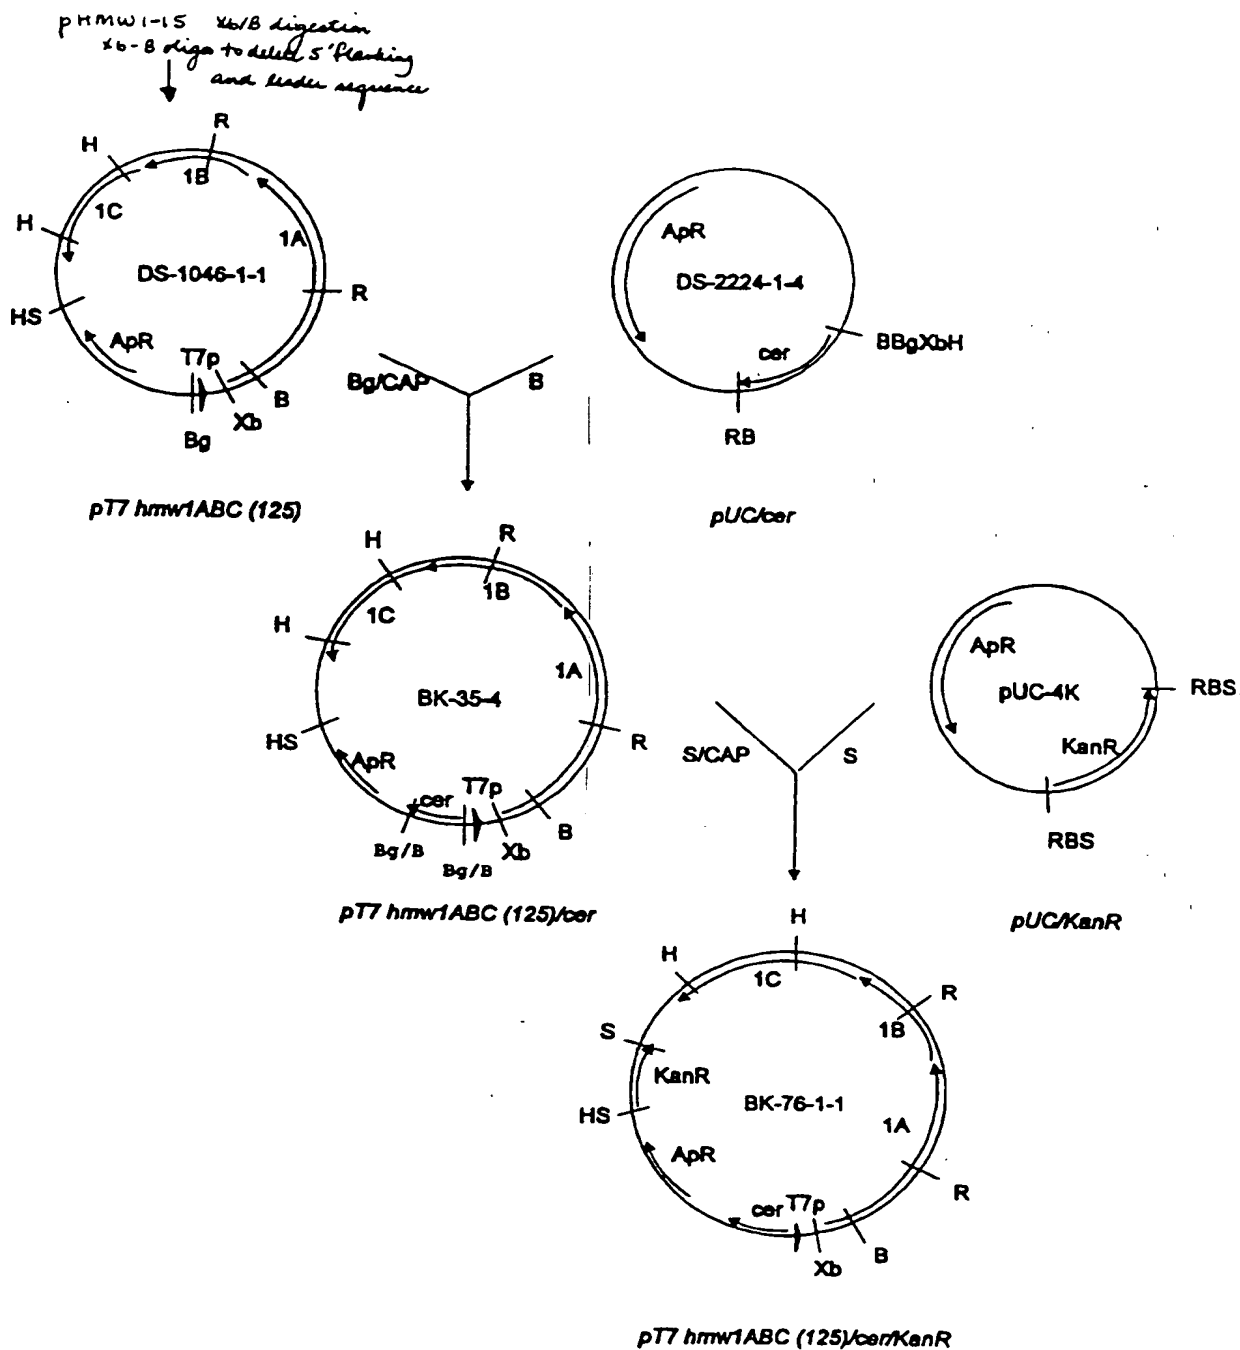 pHMW1-15 Xb/B digestion
Xb-B oligo to delete 5' flanking
and leader sequence
R
H
1B
1C
H
1A
DS-1046-1-1
R
HS
ApR
T7p
B
Xb
Bg
pT7 hmw1ABC (125)
ApR
DS-2224-1-4
BBgXbH
cer
RB
pUC/cer
Bg/CAP
B
R
H
1B
1C
H
1A
BK-35-4
R
HS
ApR
cer
T7p
B
Xb
Bg/B
Bg/B
pT7 hmw1ABC (125)/cer
ApR
pUC-4K
RBS
KanR
RBS
pUC/KanR
S/CAP
S
H
H
1C
R
1B
S
KanR
BK-76-1-1
HS
1A
ApR
R
cer
T7p
B
Xb
pT7 hmw1ABC (125)/cer/KanR